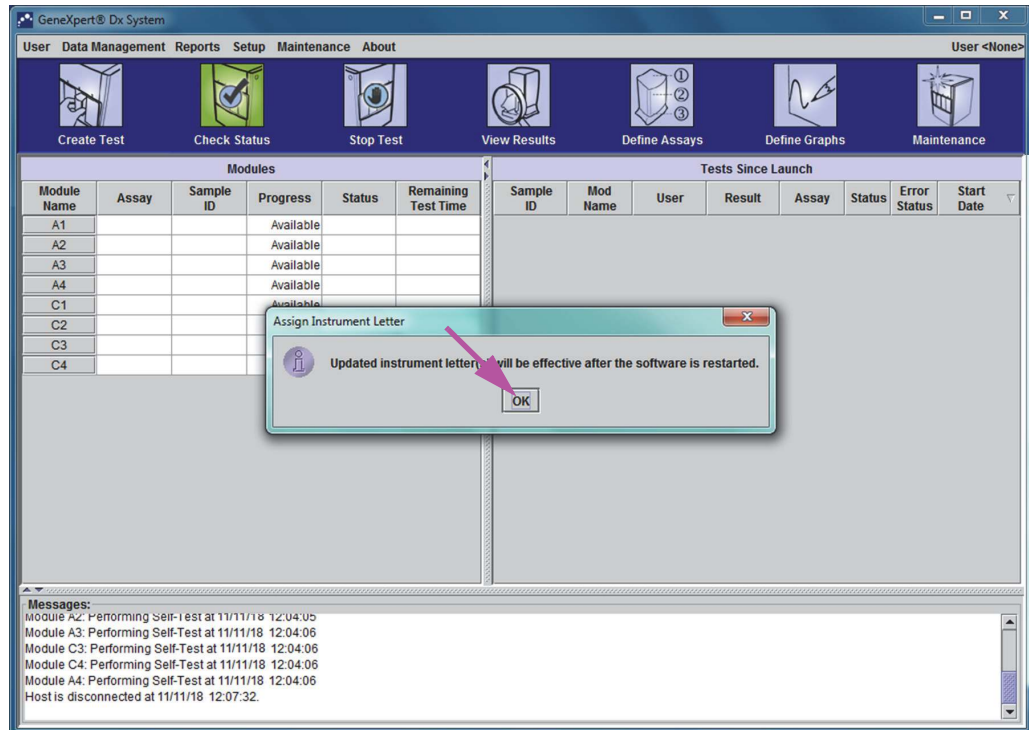 GeneXpert® Dx System
User Data Management Reports Setup Maintenance About User <None>
Create Test Check Status Stop Test View Results Define Assays Define Graphs Maintenance
Modules
Module Name Assay Sample ID Progress Status Remaining Test Time
A1 Available
A2 Available
A3 Available
A4 Available
C1 Available
C2
C3
C4
Tests Since Launch
Sample ID Mod Name User Result Assay Status Error Status Start Date
Assign Instrument Letter
Updated instrument letter( will be effective after the software is restarted.
OK
Messages:
Module A2: Performing Self-Test at 11/11/18 12:04:05
Module A3: Performing Self-Test at 11/11/18 12:04:06
Module C3: Performing Self-Test at 11/11/18 12:04:06
Module C4: Performing Self-Test at 11/11/18 12:04:06
Module A4: Performing Self-Test at 11/11/18 12:04:06
Host is disconnected at 11/11/18 12:07:32.